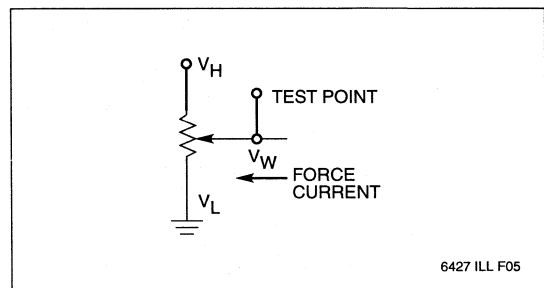 VH
TEST POINT
VW
FORCE
CURRENT
VL
6427 ILL F05